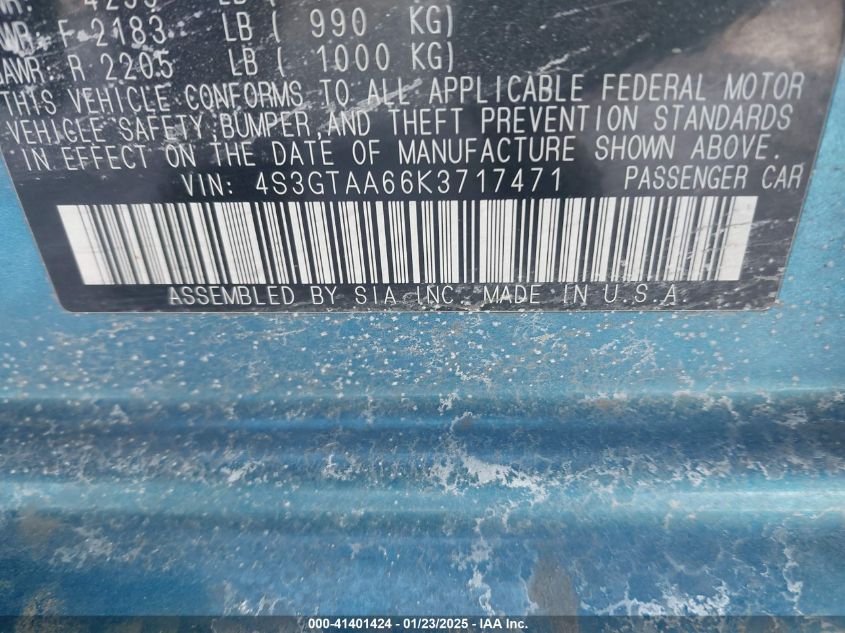 LB (
F 2183 LB ( 990 KG)
GAWR: R 2205 LB ( 1000 KG)
THIS VEHICLE CONFORMS TO ALL APPLICABLE FEDERAL MOTOR
VEHICLE SAFETY, BUMPER, AND THEFT PREVENTION STANDARDS
IN EFFECT ON THE DATE OF MANUFACTURE SHOWN ABOVE.
VIN: 4S3GTAA66K3717471 PASSENGER CAR
ASSEMBLED BY SIA INC. MADE IN U.S.A.
000-41401424 - 01/23/2025 - © IAA, Inc.